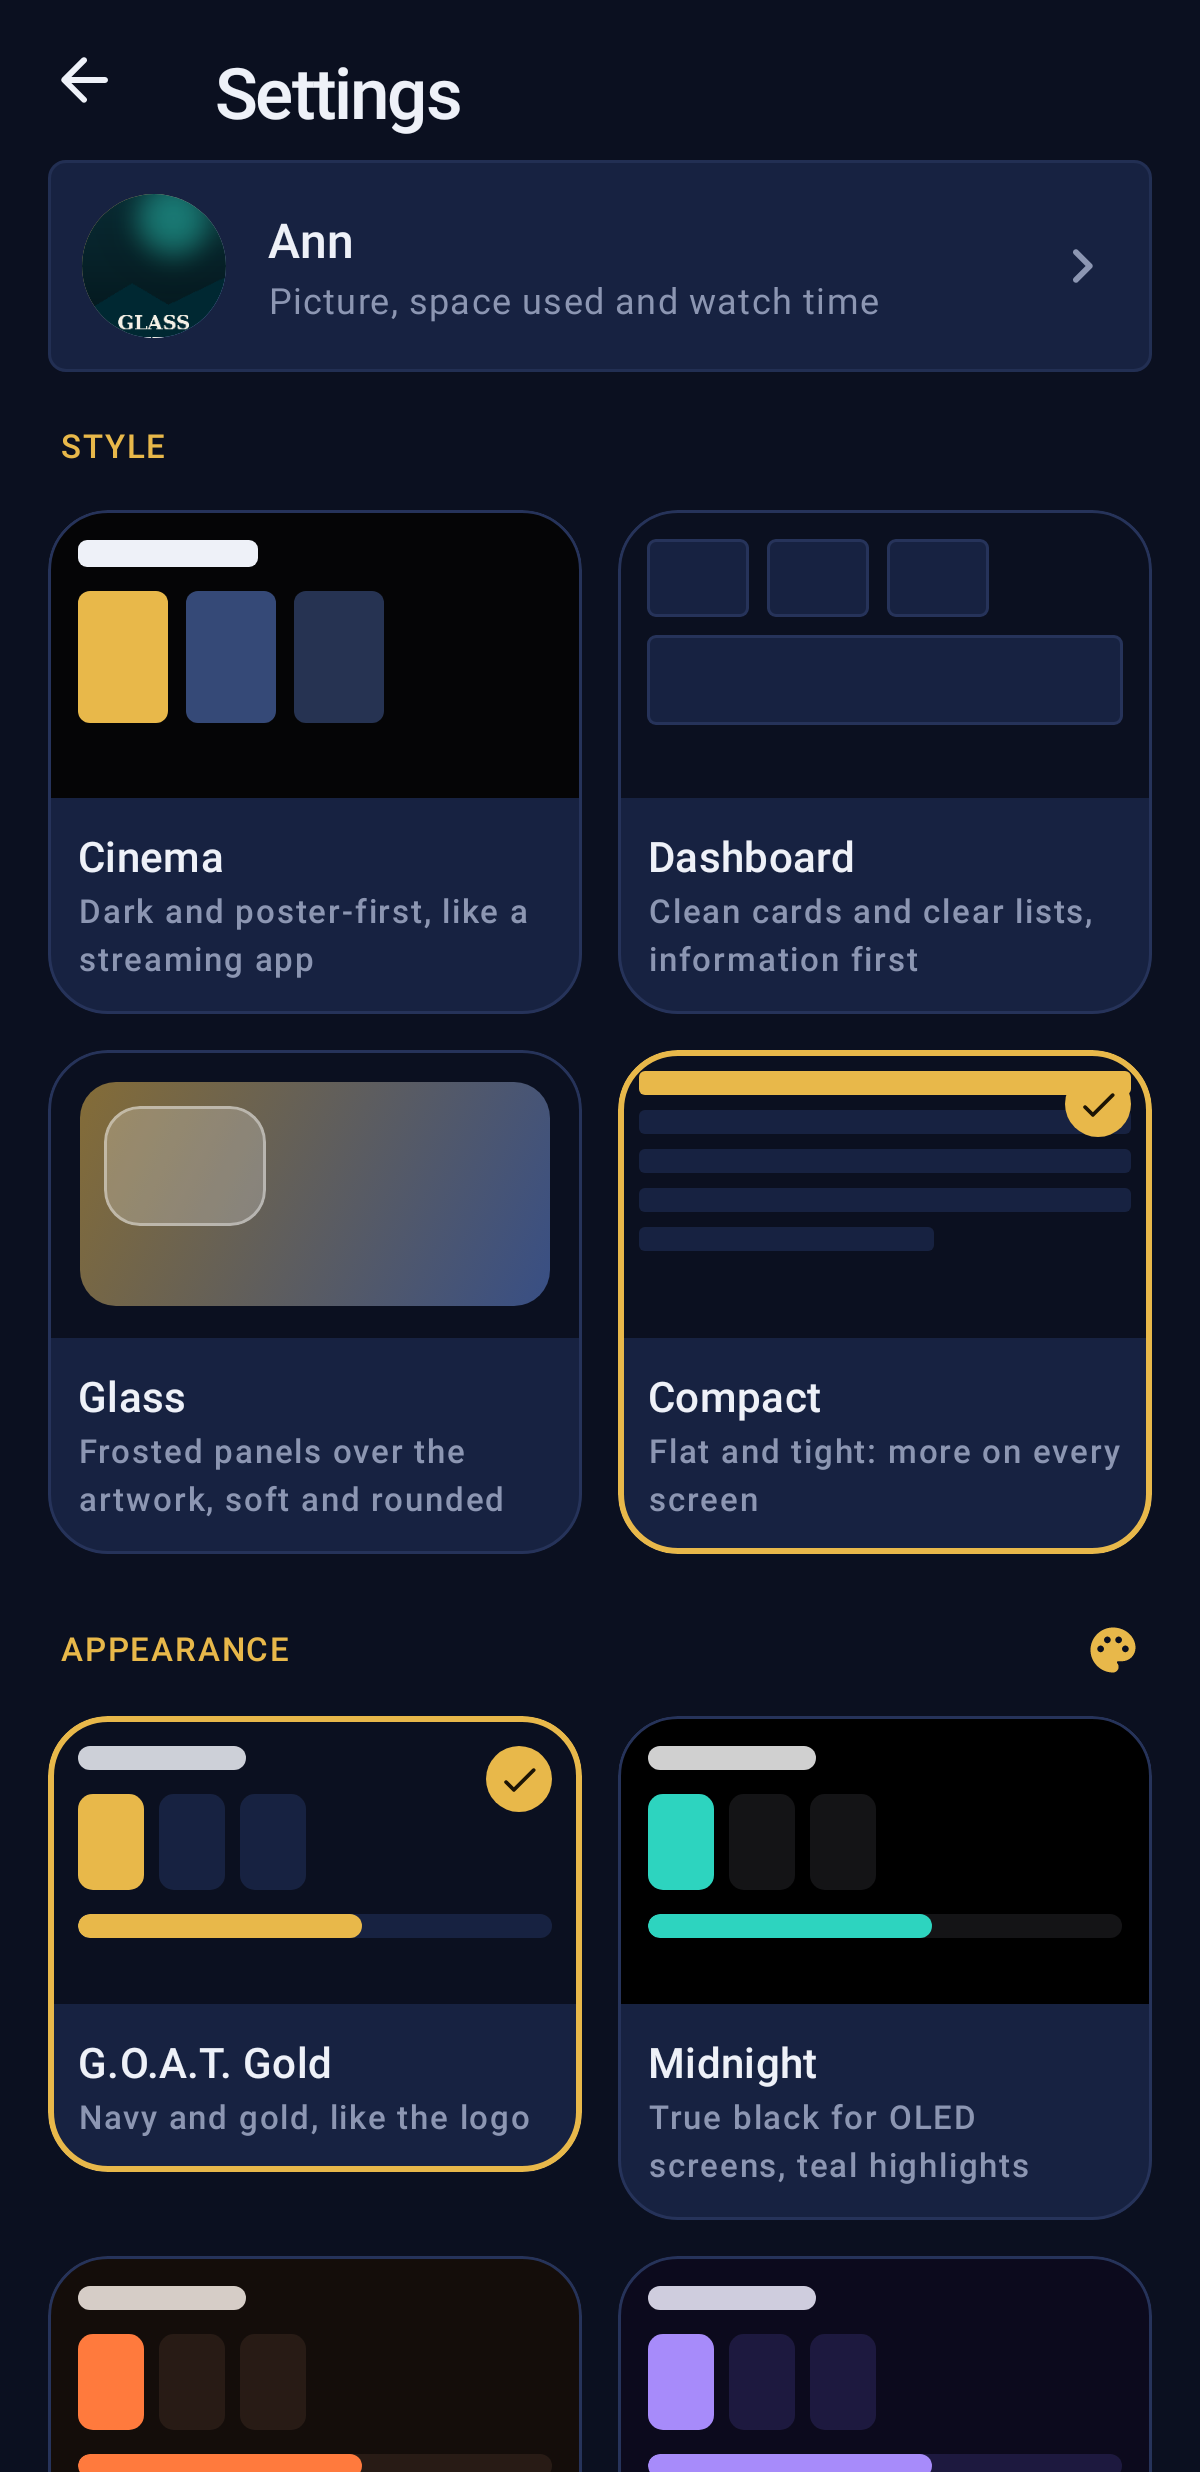 Settings
GLASS
Ann
Picture, space used and watch time
STYLE
Cinema
Dark and poster-first, like a
streaming app
Dashboard
Clean cards and clear lists,
information first
Glass
Frosted panels over the
artwork, soft and rounded
Compact
Flat and tight: more on every
screen
APPEARANCE
G.O.A.T. Gold
Navy and gold, like the logo
Midnight
True black for OLED
screens, teal highlights